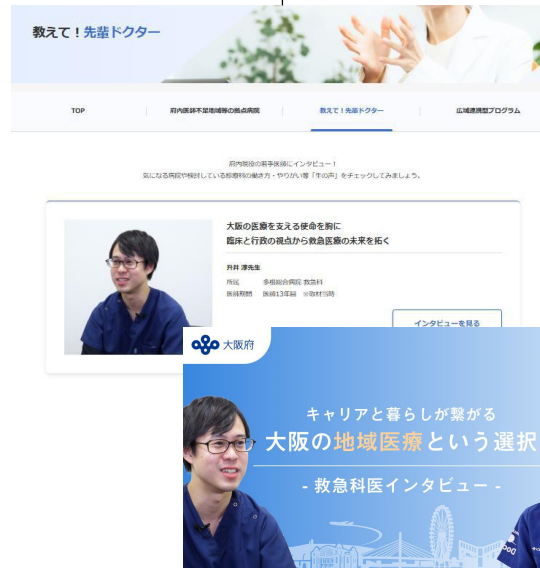 教えて！先輩ドクター
TOP
府内医師不足地域等の拠点病院
教えて！先輩ドクター
広域連携型プログラム
府内現役の若手医師にインタビュー！
気になる病院や検討している診療科の働き方・やりがい等「生の声」をチェックしてみましょう。
大阪の医療を支える使命を胸に
臨床と行政の視点から救急医療の未来を拓く
升井 淳先生
所属 多根総合病院 救急科
医師期間 医師13年目 ※取材当時
インタビューを見る
大阪府
キャリアと暮らしが繋がる
大阪の地域医療という選択
- 救急科医インタビュー -